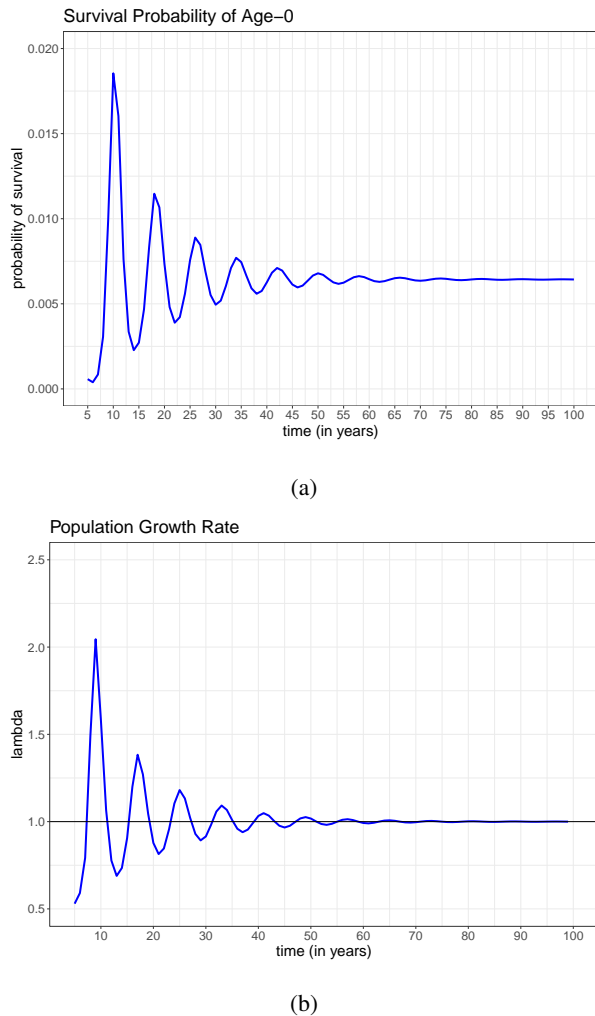 Survival Probability of Age−0
0.020
0.015
0.010
0.005
0.000
probability of survival
5 10 15 20 25 30 35 40 45 50 55 60 65 70 75 80 85 90 95 100
time (in years)
(a)
Population Growth Rate
2.5
2.0
1.5
1.0
0.5
lambda
10 20 30 40 50 60 70 80 90 100
time (in years)
(b)